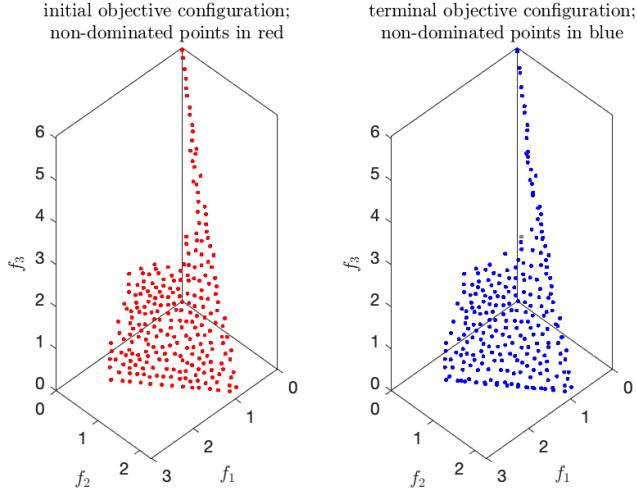 initial objective configuration;
non-dominated points in red
6
5
4
3
2
1
0
f3
0
1
2
f2
3
2
1
0
f1
terminal objective configuration;
non-dominated points in blue
6
5
4
3
2
1
0
f3
0
1
2
f2
3
2
1
0
f1